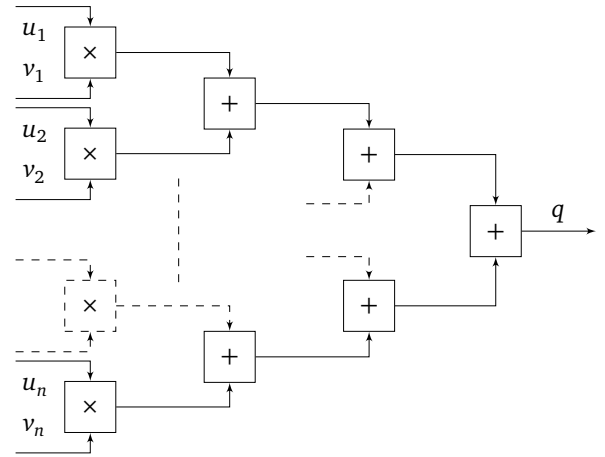 u₁
×
v₁
+
u₂
×
v₂
+
q
+
×
+
+
uₙ
×
vₙ